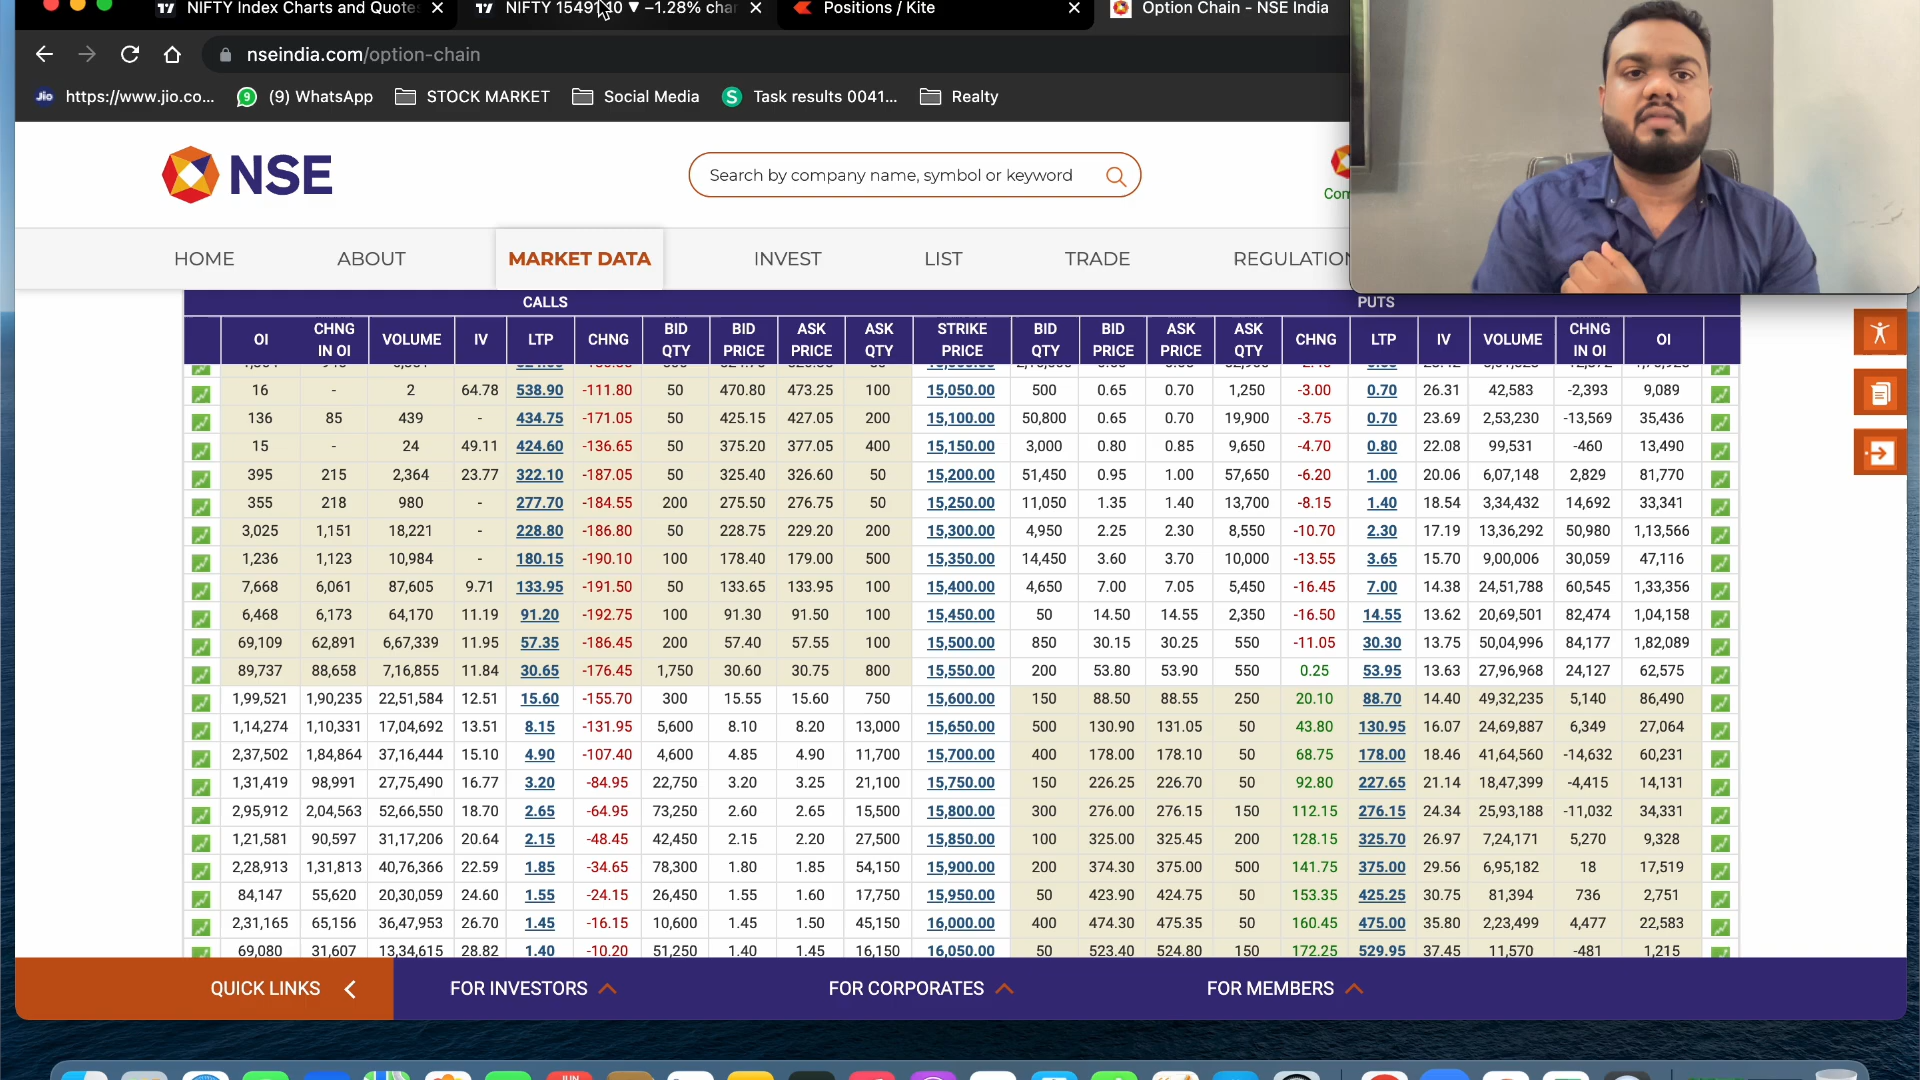 NIFTY Index Charts and Quotes
NIFTY 15491.10 ▼ −1.28% char
Positions / Kite
Option Chain - NSE India
nseindia.com/option-chain
Jio https://www.jio.co...
9 (9) WhatsApp
STOCK MARKET
Social Media
S Task results 0041...
Realty
NSE
Search by company name, symbol or keyword
HOME ABOUT MARKET DATA INVEST LIST TRADE REGULATION
CALLS PUTS
OI CHNG IN OI VOLUME IV LTP CHNG BID QTY BID PRICE ASK PRICE ASK QTY STRIKE PRICE BID QTY BID PRICE ASK PRICE ASK QTY CHNG LTP IV VOLUME CHNG IN OI OI
16 - 2 64.78 538.90 -111.80 50 470.80 473.25 100 15,050.00 500 0.65 0.70 1,250 -3.00 0.70 26.31 42,583 -2,393 9,089
136 85 439 - 434.75 -171.05 50 425.15 427.05 200 15,100.00 50,800 0.65 0.70 19,900 -3.75 0.70 23.69 2,53,230 -13,569 35,436
15 - 24 49.11 424.60 -136.65 50 375.20 377.05 400 15,150.00 3,000 0.80 0.85 9,650 -4.70 0.80 22.08 99,531 -460 13,490
395 215 2,364 23.77 322.10 -187.05 50 325.40 326.60 50 15,200.00 51,450 0.95 1.00 57,650 -6.20 1.00 20.06 6,07,148 2,829 81,770
355 218 980 - 277.70 -184.55 200 275.50 276.75 50 15,250.00 11,050 1.35 1.40 13,700 -8.15 1.40 18.54 3,34,432 14,692 33,341
3,025 1,151 18,221 - 228.80 -186.80 50 228.75 229.20 200 15,300.00 4,950 2.25 2.30 8,550 -10.70 2.30 17.19 13,36,292 50,980 1,13,566
1,236 1,123 10,984 - 180.15 -190.10 100 178.40 179.00 500 15,350.00 14,450 3.60 3.70 10,000 -13.55 3.65 15.70 9,00,006 30,059 47,116
7,668 6,061 87,605 9.71 133.95 -191.50 50 133.65 133.95 100 15,400.00 4,650 7.00 7.05 5,450 -16.45 7.00 14.38 24,51,788 60,545 1,33,356
6,468 6,173 64,170 11.19 91.20 -192.75 100 91.30 91.50 100 15,450.00 50 14.50 14.55 2,350 -16.50 14.55 13.62 20,69,501 82,474 1,04,158
69,109 62,891 6,67,339 11.95 57.35 -186.45 200 57.40 57.55 100 15,500.00 850 30.15 30.25 550 -11.05 30.30 13.75 50,04,996 84,177 1,82,089
89,737 88,658 7,16,855 11.84 30.65 -176.45 1,750 30.60 30.75 800 15,550.00 200 53.80 53.90 550 0.25 53.95 13.63 27,96,968 24,127 62,575
1,99,521 1,90,235 22,51,584 12.51 15.60 -155.70 300 15.55 15.60 750 15,600.00 150 88.50 88.55 250 20.10 88.70 14.40 49,32,235 5,140 86,490
1,14,274 1,10,331 17,04,692 13.51 8.15 -131.95 5,600 8.10 8.20 13,000 15,650.00 500 130.90 131.05 50 43.80 130.95 16.07 24,69,887 6,349 27,064
2,37,502 1,84,864 37,16,444 15.10 4.90 -107.40 4,600 4.85 4.90 11,700 15,700.00 400 178.00 178.10 50 68.75 178.00 18.46 41,64,560 -14,632 60,231
1,31,419 98,991 27,75,490 16.77 3.20 -84.95 22,750 3.20 3.25 21,100 15,750.00 150 226.25 226.70 50 92.80 227.65 21.14 18,47,399 -4,415 14,131
2,95,912 2,04,563 52,66,550 18.70 2.65 -64.95 73,250 2.60 2.65 15,500 15,800.00 300 276.00 276.15 150 112.15 276.15 24.34 25,93,188 -11,032 34,331
1,21,581 90,597 31,17,206 20.64 2.15 -48.45 42,450 2.15 2.20 27,500 15,850.00 100 325.00 325.45 200 128.15 325.70 26.97 7,24,171 5,270 9,328
2,28,913 1,31,813 40,76,366 22.59 1.85 -34.65 78,300 1.80 1.85 54,150 15,900.00 200 374.30 375.00 500 141.75 375.00 29.56 6,95,182 18 17,519
84,147 55,620 20,30,059 24.60 1.55 -24.15 26,450 1.55 1.60 17,750 15,950.00 50 423.90 424.75 50 153.35 425.25 30.75 81,394 736 2,751
2,31,165 65,156 36,47,953 26.70 1.45 -16.15 10,600 1.45 1.50 45,150 16,000.00 400 474.30 475.35 50 160.45 475.00 35.80 2,23,499 4,477 22,583
69,080 31,607 13,34,615 28.82 1.40 -10.20 51,250 1.40 1.45 16,150 16,050.00 50 523.40 524.80 150 172.25 529.95 37.45 11,570 -481 1,215
QUICK LINKS FOR INVESTORS FOR CORPORATES FOR MEMBERS